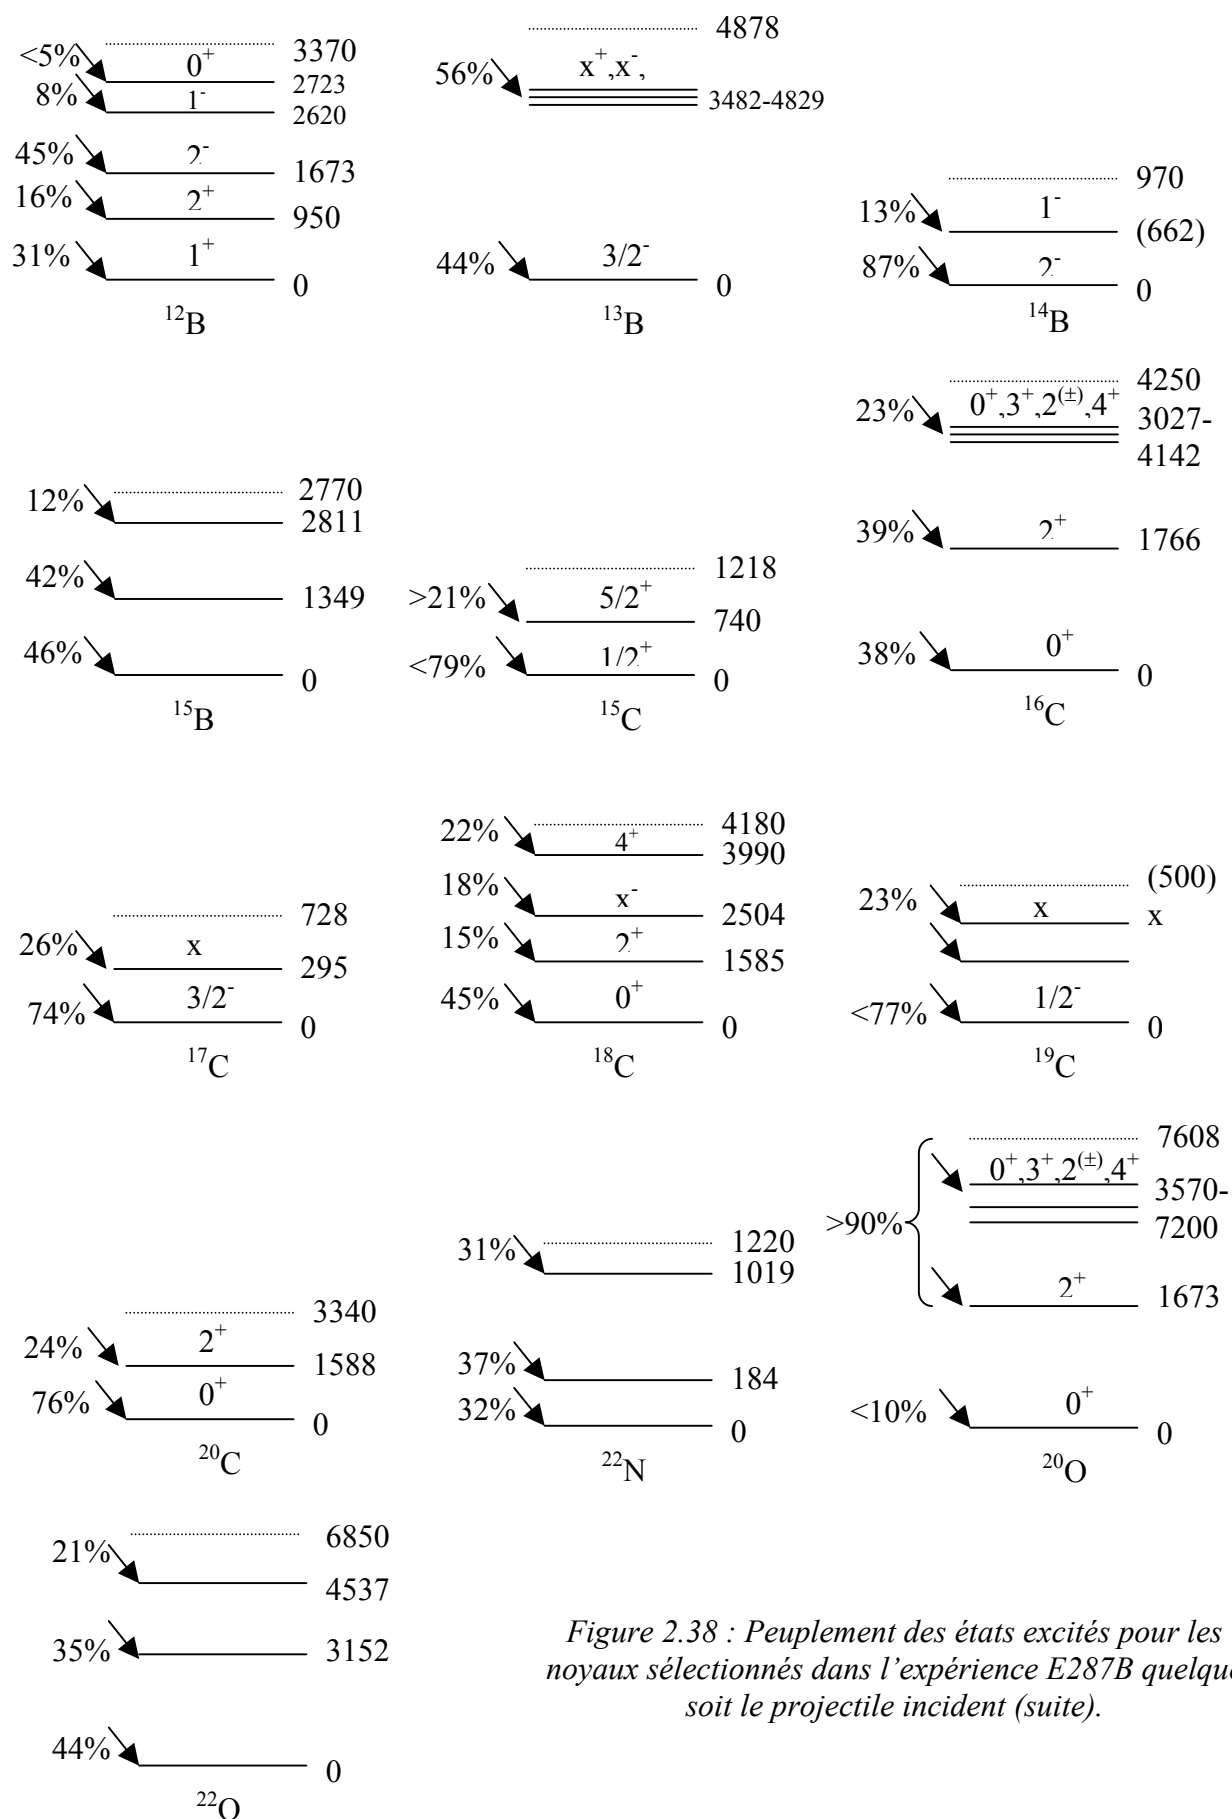 <5% 0⁺ 3370
2723
8% 1⁻ 2620
45% 2⁻ 1673
16% 2⁺ 950
31% 1⁺ 0
¹²B
4878
56% x⁺,x⁻, 3482-4829
44% 3/2⁻ 0
¹³B
970
13% 1⁻ (662)
87% 2⁻ 0
¹⁴B
2770
12% 2811
42% 1349
46% 0
¹⁵B
1218
>21% 5/2⁺ 740
<79% 1/2⁺ 0
¹⁵C
4250
23% 0⁺,3⁺,2⁽±⁾,4⁺ 3027-
4142
39% 2⁺ 1766
38% 0⁺ 0
¹⁶C
728
26% x 295
74% 3/2⁻ 0
¹⁷C
4180
22% 4⁺ 3990
18% x⁻ 2504
15% 2⁺ 1585
45% 0⁺ 0
¹⁸C
(500)
23% x x
<77% 1/2⁻ 0
¹⁹C
3340
24% 2⁺ 1588
76% 0⁺ 0
²⁰C
1220
31% 1019
37% 184
32% 0
²²N
7608
0⁺,3⁺,2⁽±⁾,4⁺ 3570-
>90% 7200
2⁺ 1673
<10% 0⁺ 0
²⁰O
6850
21% 4537
35% 3152
44% 0
²²O
Figure 2.38 : Peuplement des états excités pour les
noyaux sélectionnés dans l'expérience E287B quelque
soit le projectile incident (suite).